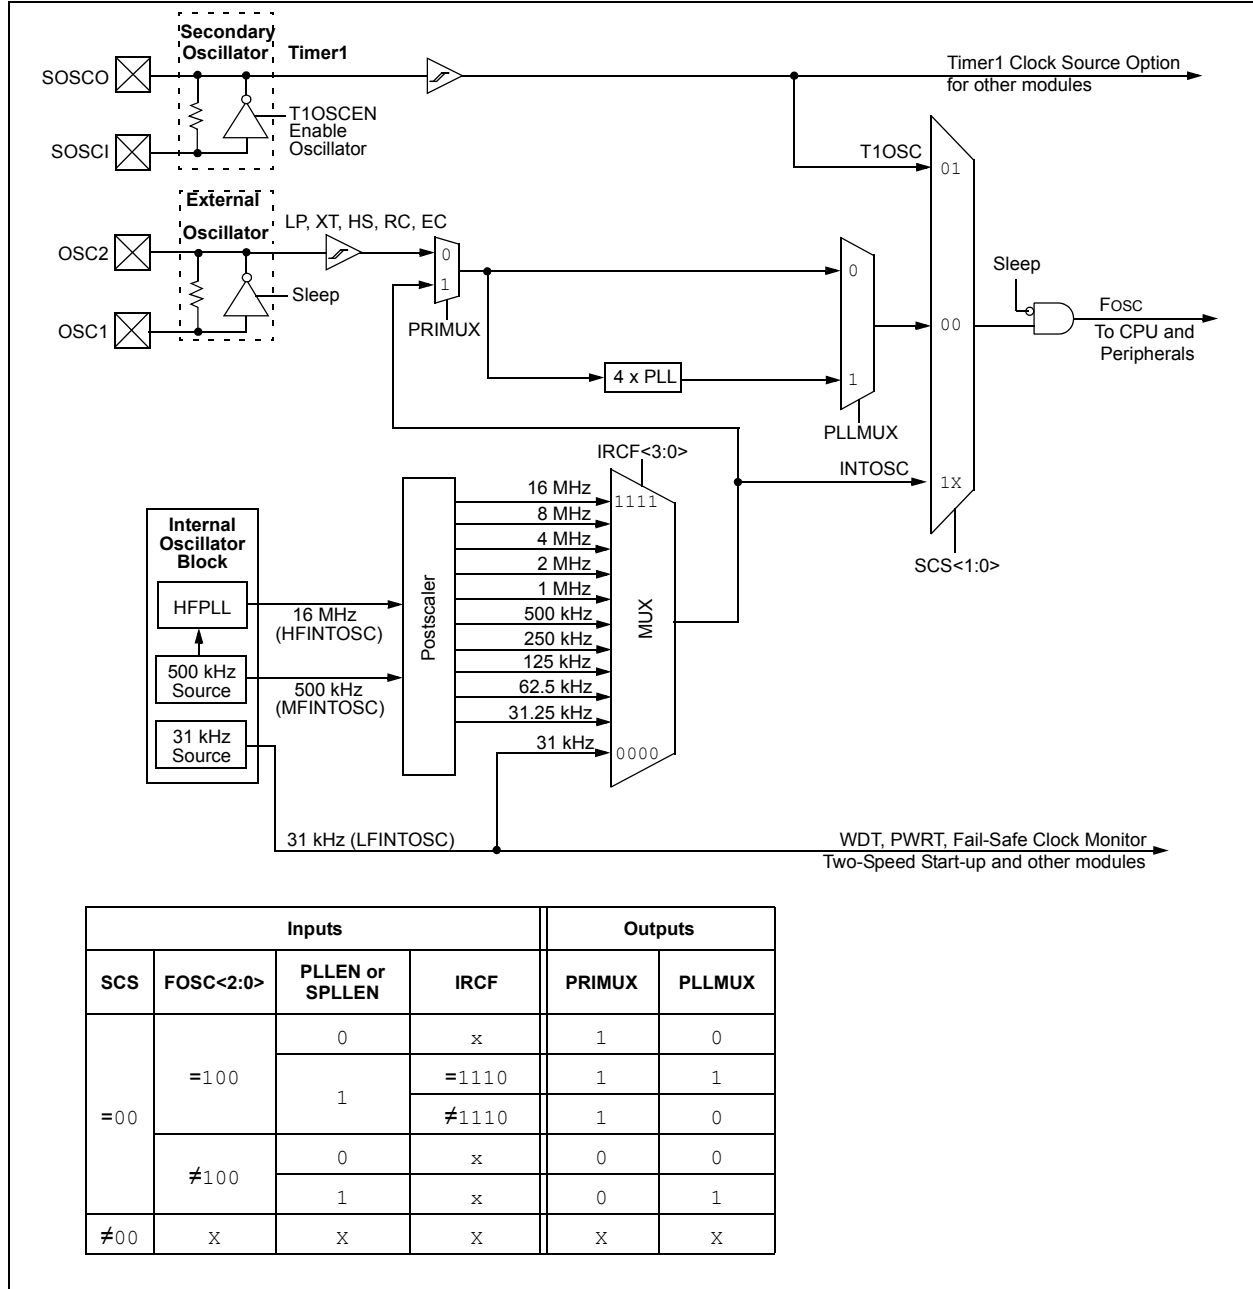 Secondary
Oscillator
Timer1
SOSCO
Timer1 Clock Source Option
for other modules
T1OSCEN
Enable
Oscillator
SOSCI
T1OSC
01
External
Oscillator
LP, XT, HS, RC, EC
OSC2
0
1
PRIMUX
Sleep
OSC1
0
1
4 x PLL
PLLMUX
Sleep
00
FOSC
To CPU and
Peripherals
IRCF<3:0>
INTOSC
1X
SCS<1:0>
Internal
Oscillator
Block
HFPLL
500 kHz
Source
31 kHz
Source
16 MHz
(HFINTOSC)
500 kHz
(MFINTOSC)
Postscaler
16 MHz
8 MHz
4 MHz
2 MHz
1 MHz
500 kHz
250 kHz
125 kHz
62.5 kHz
31.25 kHz
31 kHz
1111
MUX
0000
31 kHz (LFINTOSC)
WDT, PWRT, Fail-Safe Clock Monitor
Two-Speed Start-up and other modules
Inputs Outputs
SCS FOSC<2:0> PLLEN or SPLLEN IRCF PRIMUX PLLMUX
=00 =100 0 x 1 0
1 =1110 1 1
≠1110 1 0
≠100 0 x 0 0
1 x 0 1
≠00 X X X X X